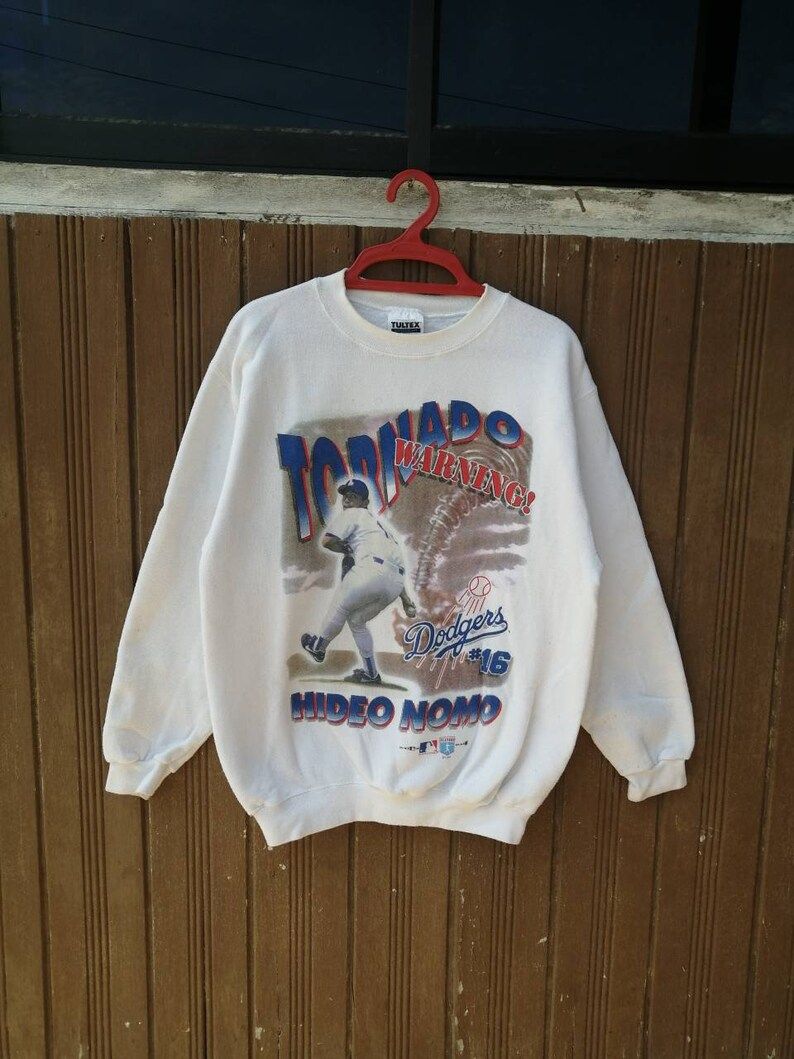 TULTEX
TORNADO
WARNING!
Dodgers
#16
HIDEO NOMO